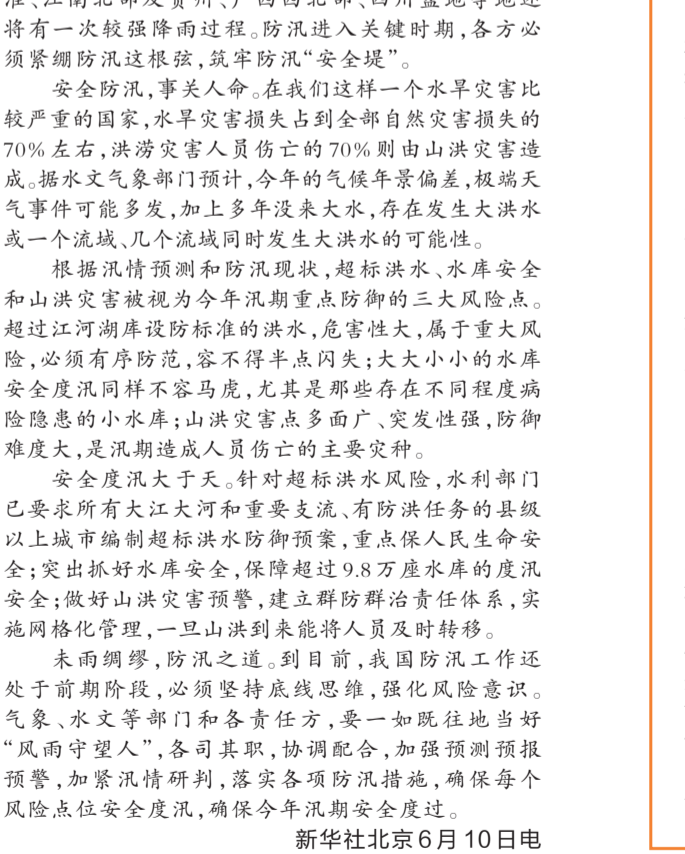 淮、江南北部及贵州、广西西北部、四川盆地等地还
将有一次较强降雨过程。防汛进入关键时期,各方必
须紧绷防汛这根弦,筑牢防汛“安全堤”。
安全防汛,事关人命。在我们这样一个水旱灾害比
较严重的国家,水旱灾害损失占到全部自然灾害损失的
70%左右,洪涝灾害人员伤亡的70%则由山洪灾害造
成。据水文气象部门预计,今年的气候年景偏差,极端天
气事件可能多发,加上多年没来大水,存在发生大洪水
或一个流域、几个流域同时发生大洪水的可能性。
根据汛情预测和防汛现状,超标洪水、水库安全
和山洪灾害被视为今年汛期重点防御的三大风险点。
超过江河湖库设防标准的洪水,危害性大,属于重大风
险,必须有序防范,容不得半点闪失;大大小小的水库
安全度汛同样不容马虎,尤其是那些存在不同程度病
险隐患的小水库;山洪灾害点多面广、突发性强,防御
难度大,是汛期造成人员伤亡的主要灾种。
安全度汛大于天。针对超标洪水风险,水利部门
已要求所有大江大河和重要支流、有防洪任务的县级
以上城市编制超标洪水防御预案,重点保人民生命安
全;突出抓好水库安全,保障超过9.8万座水库的度汛
安全;做好山洪灾害预警,建立群防群治责任体系,实
施网格化管理,一旦山洪到来能将人员及时转移。
未雨绸缪,防汛之道。到目前,我国防汛工作还
处于前期阶段,必须坚持底线思维,强化风险意识。
气象、水文等部门和各责任方,要一如既往地当好
“风雨守望人”,各司其职,协调配合,加强预测预报
预警,加紧汛情研判,落实各项防汛措施,确保每个
风险点位安全度汛,确保今年汛期安全度过。
新华社北京6月10日电